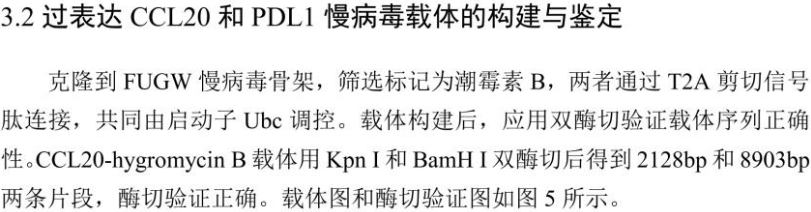 3.2 过表达 CCL20 和 PDL1 慢病毒载体的构建与鉴定
克隆到 FUGW 慢病毒骨架，筛选标记为潮霉素 B，两者通过 T2A 剪切信号
肽连接，共同由启动子 Ubc 调控。载体构建后，应用双酶切验证载体序列正确
性。CCL20-hygromycin B 载体用 Kpn I 和 BamH I 双酶切后得到 2128bp 和 8903bp
两条片段，酶切验证正确。载体图和酶切验证图如图 5 所示。